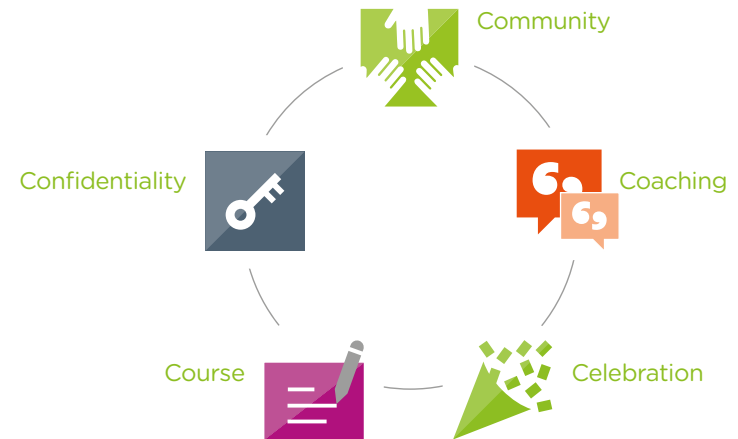 Community
Confidentiality
Coaching
Course
Celebration